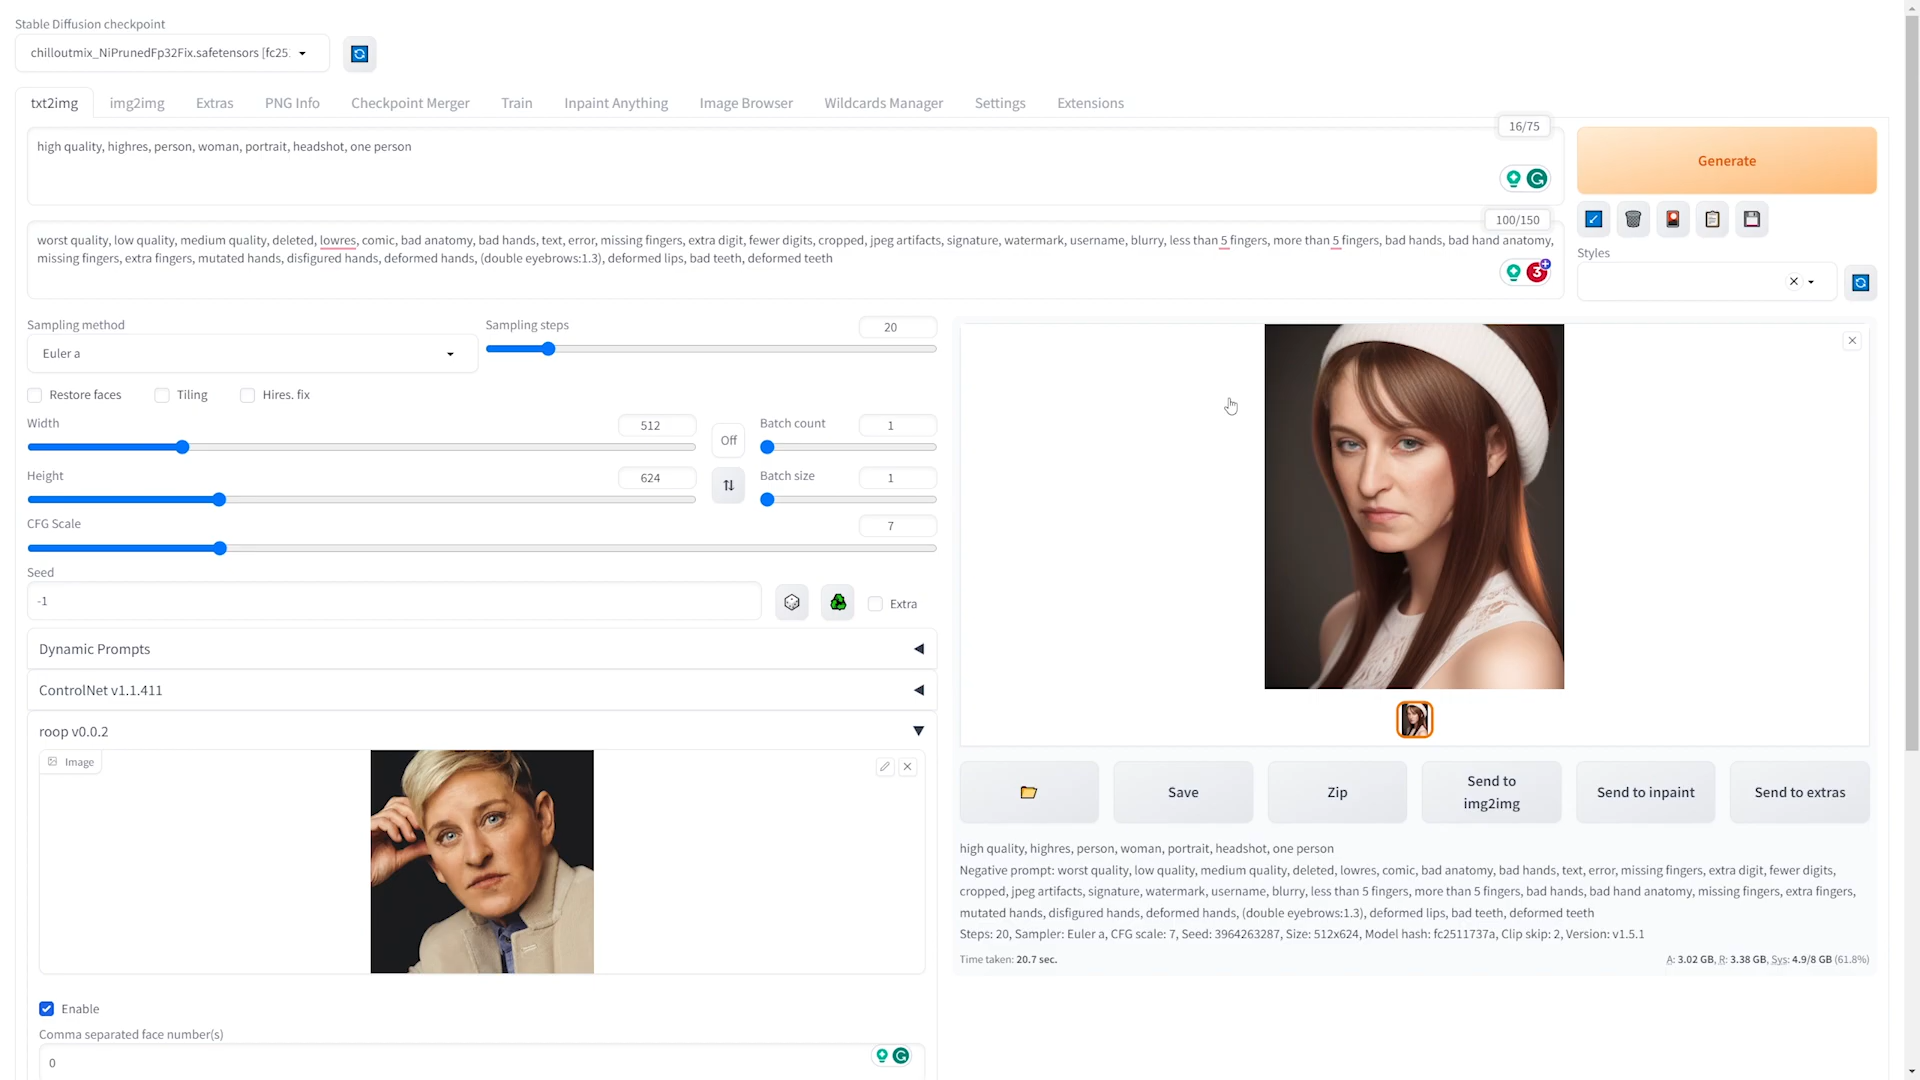 Stable Diffusion checkpoint
chilloutmix_NiPrunedFp32Fix.safetensors [fc25.
txt2img img2img Extras PNG Info Checkpoint Merger Train Inpaint Anything Image Browser Wildcards Manager Settings Extensions
16/75
high quality, highres, person, woman, portrait, headshot, one person
Generate
100/150
worst quality, low quality, medium quality, deleted, lowres, comic, bad anatomy, bad hands, text, error, missing fingers, extra digit, fewer digits, cropped, jpeg artifacts, signature, watermark, username, blurry, less than 5 fingers, more than 5 fingers, bad hands, bad hand anatomy,
missing fingers, extra fingers, mutated hands, disfigured hands, deformed hands, (double eyebrows:1.3), deformed lips, bad teeth, deformed teeth
3
Styles
Sampling method
Euler a
Sampling steps
20
Restore faces Tiling Hires. fix
Width
512
Off
Batch count
1
Height
624
Batch size
1
CFG Scale
7
Seed
-1
Extra
Dynamic Prompts
ControlNet v1.1.411
roop v0.0.2
Image
Enable
Comma separated face number(s)
0
Save
Zip
Send to
img2img
Send to inpaint
Send to extras
high quality, highres, person, woman, portrait, headshot, one person
Negative prompt: worst quality, low quality, medium quality, deleted, lowres, comic, bad anatomy, bad hands, text, error, missing fingers, extra digit, fewer digits,
cropped, jpeg artifacts, signature, watermark, username, blurry, less than 5 fingers, more than 5 fingers, bad hands, bad hand anatomy, missing fingers, extra fingers,
mutated hands, disfigured hands, deformed hands, (double eyebrows:1.3), deformed lips, bad teeth, deformed teeth
Steps: 20, Sampler: Euler a, CFG scale: 7, Seed: 3964263287, Size: 512x624, Model hash: fc2511737a, Clip skip: 2, Version: v1.5.1
Time taken: 20.7 sec.
A: 3.02 GB, R: 3.38 GB, Sys: 4.9/8 GB (61.8%)